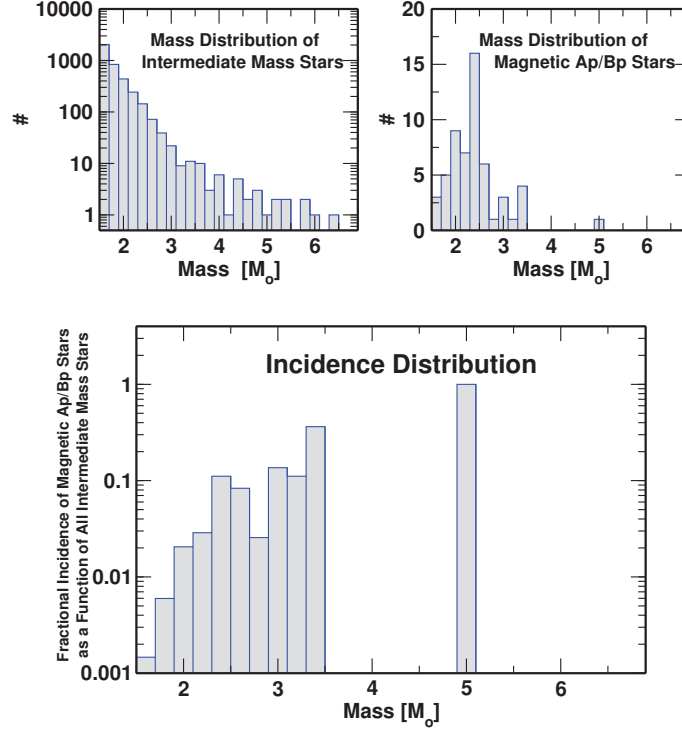 Mass Distribution of
Intermediate Mass Stars
10000
1000
100
10
1
#
2 3 4 5 6
Mass [M_o]
Mass Distribution of
Magnetic Ap/Bp Stars
20
15
10
5
0
#
2 3 4 5 6
Mass [M_o]
Incidence Distribution
Fractional Incidence of Magnetic Ap/Bp Stars
as a Function of All Intermediate Mass Stars
1
0.1
0.01
0.001
2 3 4 5 6
Mass [M_o]